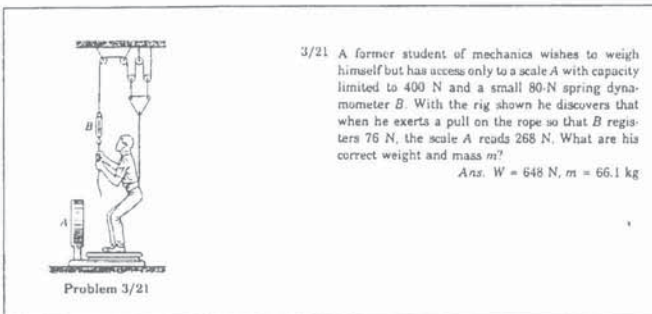 3/21 A former student of mechanics wishes to weigh
himself but has access only to a scale A with capacity
limited to 400 N and a small 80-N spring dyna-
mometer B. With the rig shown he discovers that
when he exerts a pull on the rope so that B regis-
ters 76 N, the scale A reads 268 N. What are his
correct weight and mass m?
Ans. W = 648 N, m = 66.1 kg
B
A
Problem 3/21